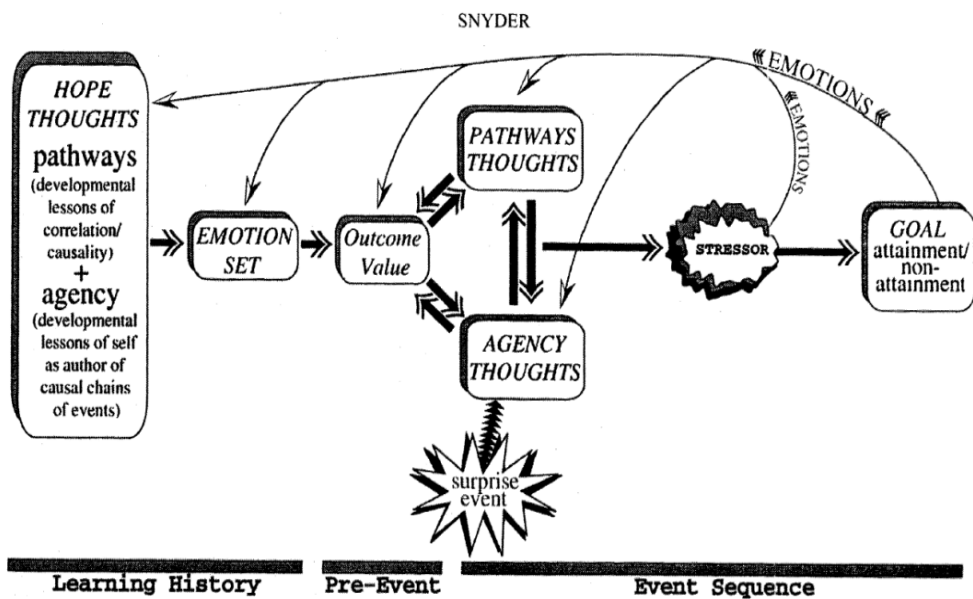 SNYDER
HOPE
THOUGHTS
pathways
(developmental
lessons of
correlation/
causality)
+
agency
(developmental
lessons of self
as author of
causal chains
of events)
EMOTION
SET
Outcome
Value
PATHWAYS
THOUGHTS
AGENCY
THOUGHTS
surprise
event
STRESSOR
EMOTIONS
EMOTIONS
GOAL
attainment/
non-
attainment
Learning History
Pre-Event
Event Sequence